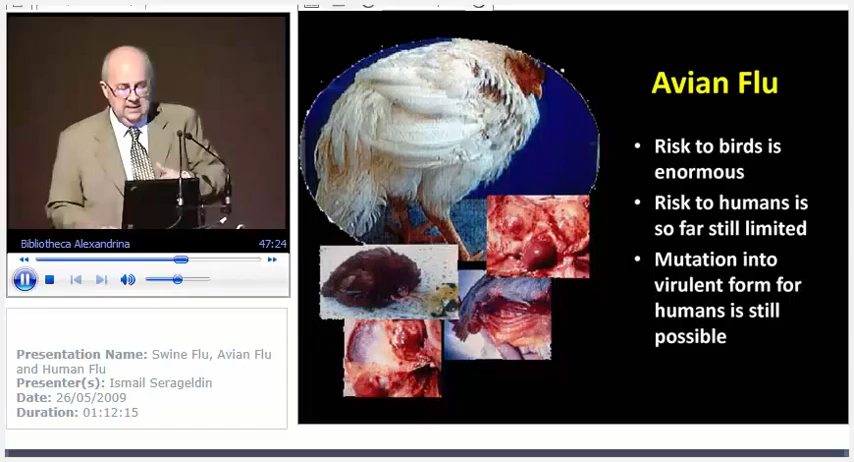 Bibliotheca Alexandrina 47:24
Presentation Name: Swine Flu, Avian Flu
and Human Flu
Presenter(s): Ismail Serageldin
Date: 26/05/2009
Duration: 01:12:15
Avian Flu
• Risk to birds is
enormous
• Risk to humans is
so far still limited
• Mutation into
virulent form for
humans is still
possible